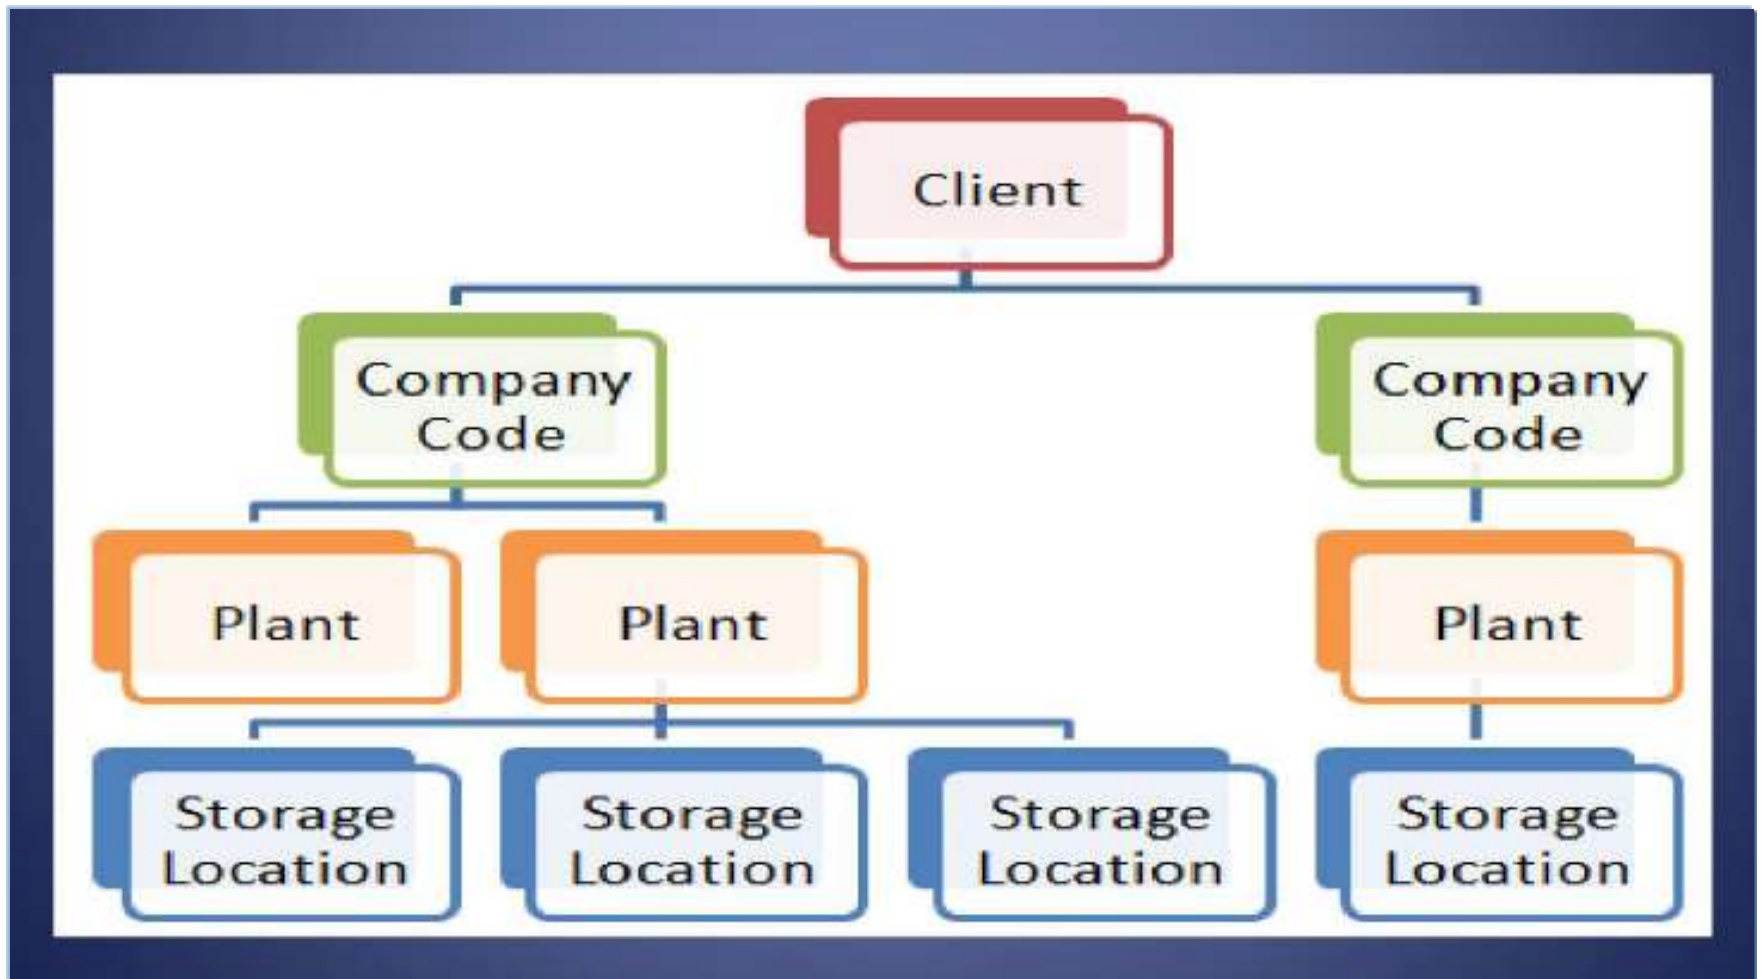 Client
Company
Code
Company
Code
Plant
Plant
Plant
Storage
Location
Storage
Location
Storage
Location
Storage
Location